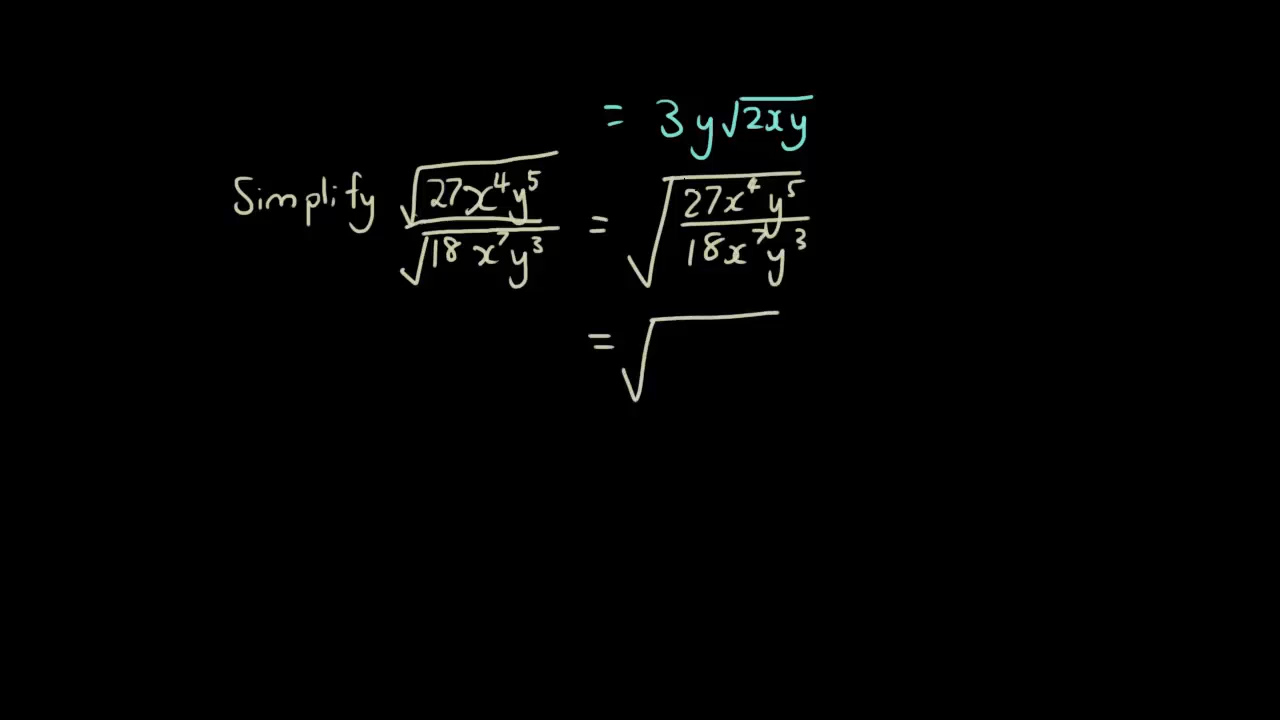 = 3y√2xy
Simplify √27x⁴y⁵ / √18x⁷y³ = √27x⁴y⁵ / 18x⁷y³
= √